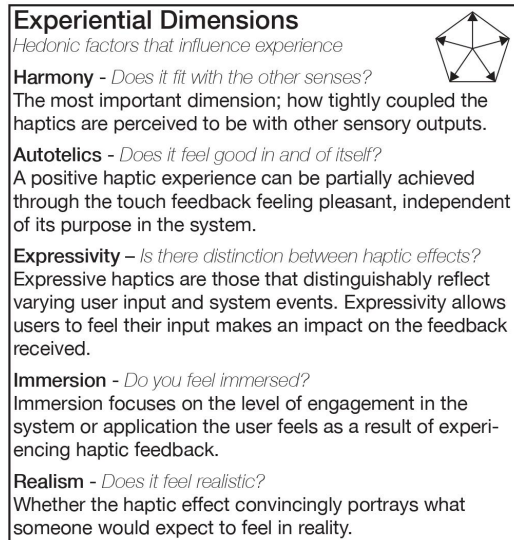 Experiential Dimensions
Hedonic factors that influence experience
Harmony - Does it fit with the other senses?
The most important dimension; how tightly coupled the
haptics are perceived to be with other sensory outputs.
Autotelics - Does it feel good in and of itself?
A positive haptic experience can be partially achieved
through the touch feedback feeling pleasant, independent
of its purpose in the system.
Expressivity – Is there distinction between haptic effects?
Expressive haptics are those that distinguishably reflect
varying user input and system events. Expressivity allows
users to feel their input makes an impact on the feedback
received.
Immersion - Do you feel immersed?
Immersion focuses on the level of engagement in the
system or application the user feels as a result of experi-
encing haptic feedback.
Realism - Does it feel realistic?
Whether the haptic effect convincingly portrays what
someone would expect to feel in reality.